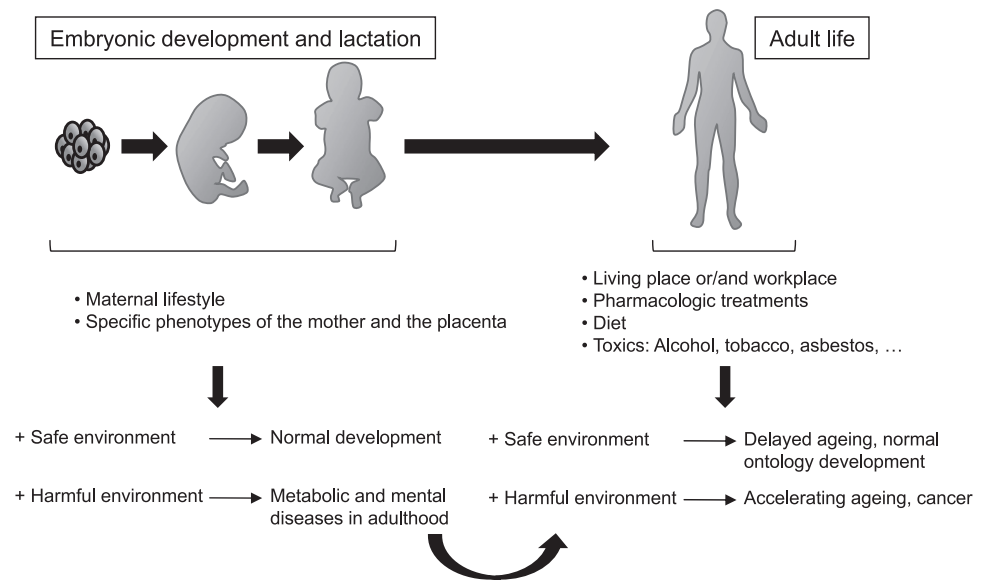 Embryonic development and lactation
Adult life
• Maternal lifestyle
• Specific phenotypes of the mother and the placenta
• Living place or/and workplace
• Pharmacologic treatments
• Diet
• Toxics: Alcohol, tobacco, asbestos, …
+ Safe environment
Normal development
+ Harmful environment
Metabolic and mental
diseases in adulthood
+ Safe environment
Delayed ageing, normal
ontology development
+ Harmful environment
Accelerating ageing, cancer